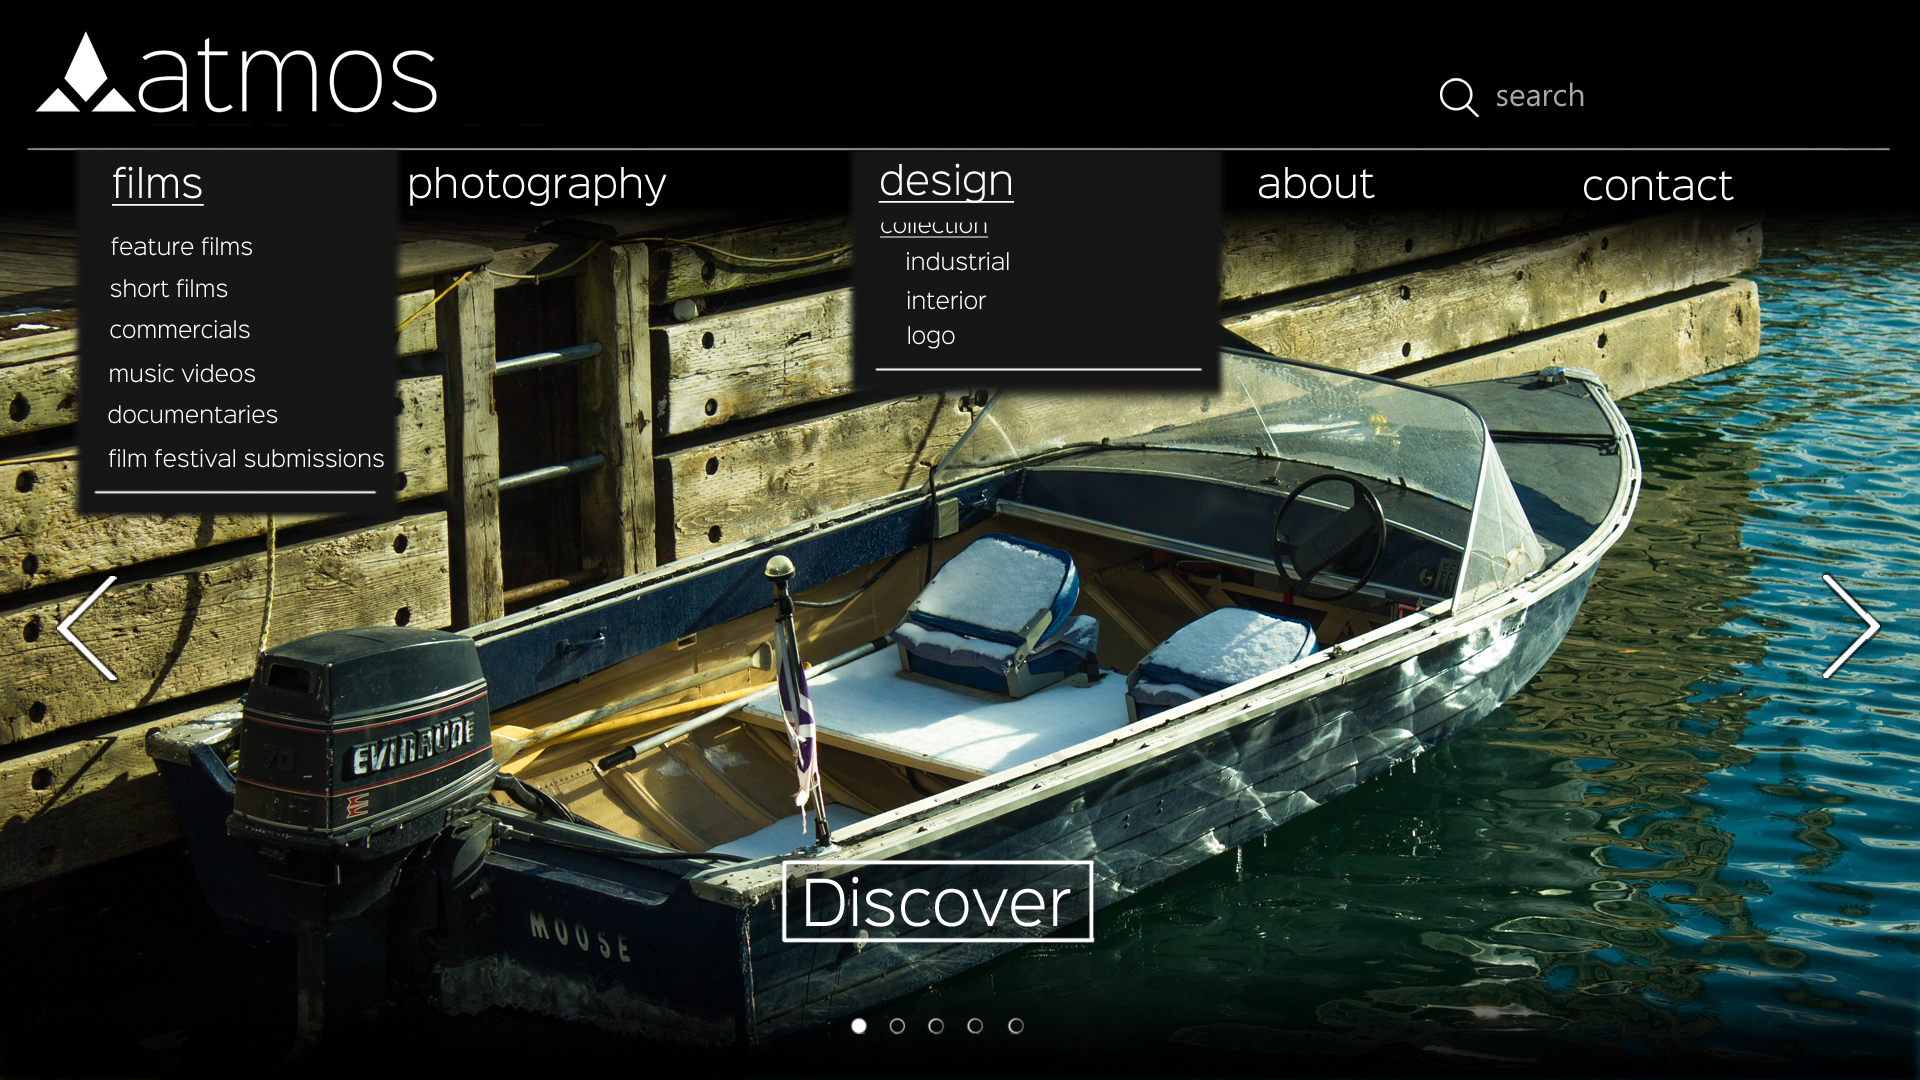 atmos
search
films
photography
design
about
contact
feature films
short films
commercials
music videos
documentaries
film festival submissions
collection
industrial
interior
logo
EVINRUDE
70
MOOSE
Discover